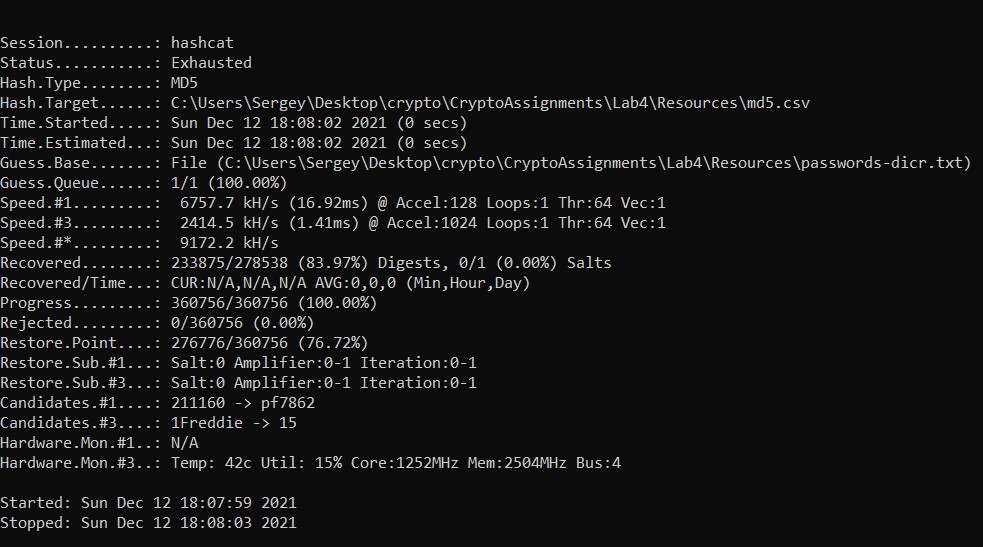 Session..........: hashcat
Status...........: Exhausted
Hash.Type........: MD5
Hash.Target......: C:\Users\Sergey\Desktop\crypto\CryptoAssignments\Lab4\Resources\md5.csv
Time.Started.....: Sun Dec 12 18:08:02 2021 (0 secs)
Time.Estimated...: Sun Dec 12 18:08:02 2021 (0 secs)
Guess.Base.......: File (C:\Users\Sergey\Desktop\crypto\CryptoAssignments\Lab4\Resources\passwords-dicr.txt)
Guess.Queue......: 1/1 (100.00%)
Speed.#1.........:  6757.7 kH/s (16.92ms) @ Accel:128 Loops:1 Thr:64 Vec:1
Speed.#3.........:  2414.5 kH/s (1.41ms) @ Accel:1024 Loops:1 Thr:64 Vec:1
Speed.#*.........:  9172.2 kH/s
Recovered........: 233875/278538 (83.97%) Digests, 0/1 (0.00%) Salts
Recovered/Time...: CUR:N/A,N/A,N/A AVG:0,0,0 (Min,Hour,Day)
Progress.........: 360756/360756 (100.00%)
Rejected.........: 0/360756 (0.00%)
Restore.Point....: 276776/360756 (76.72%)
Restore.Sub.#1...: Salt:0 Amplifier:0-1 Iteration:0-1
Restore.Sub.#3...: Salt:0 Amplifier:0-1 Iteration:0-1
Candidates.#1....: 211160 -> pf7862
Candidates.#3....: 1Freddie -> 15
Hardware.Mon.#1..: N/A
Hardware.Mon.#3..: Temp: 42c Util: 15% Core:1252MHz Mem:2504MHz Bus:4
Started: Sun Dec 12 18:07:59 2021
Stopped: Sun Dec 12 18:08:03 2021